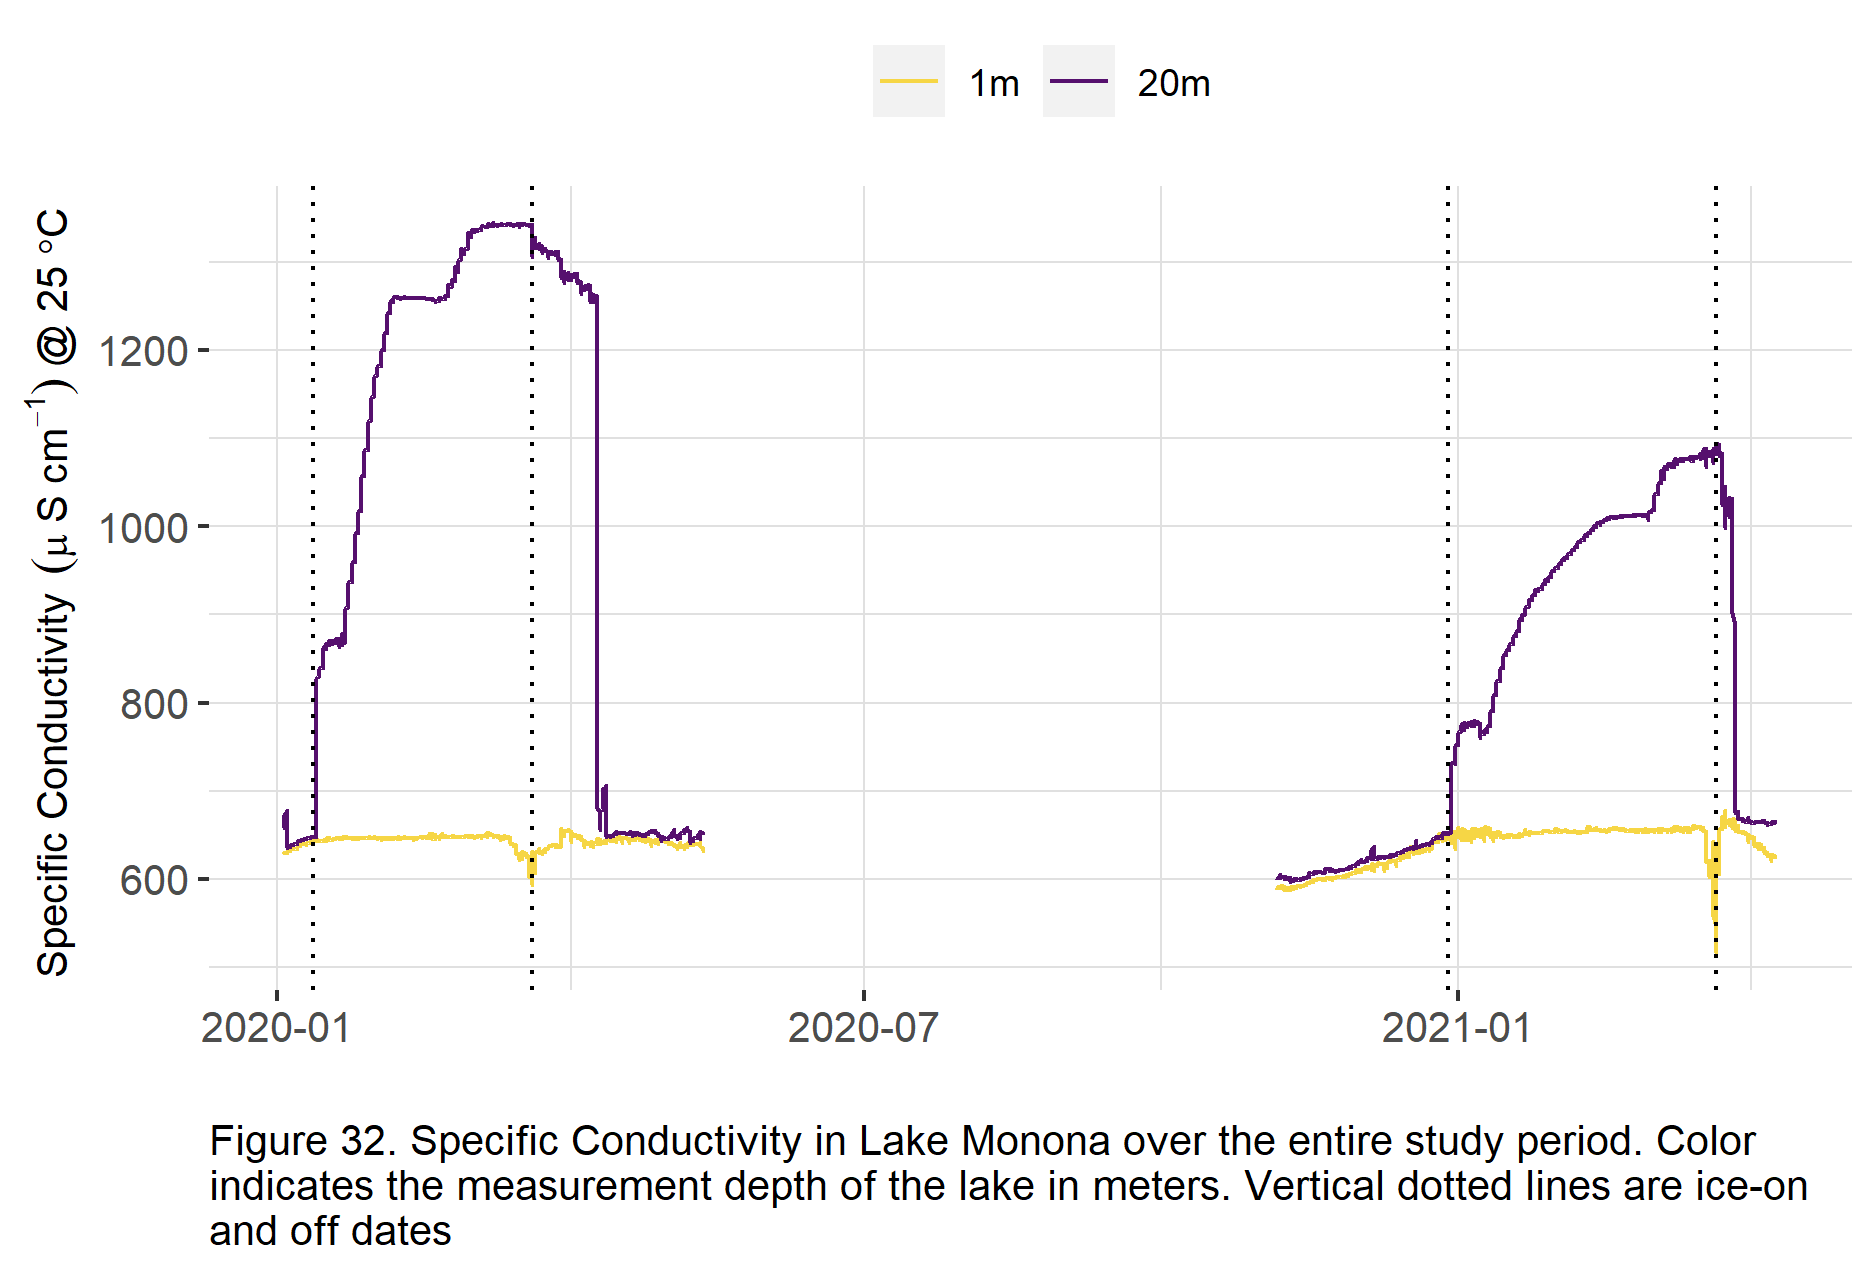 1m 20m
Specific Conductivity (μ S cm⁻¹) @ 25 °C
1200
1000
800
600
2020-01 2020-07 2021-01
Figure 32. Specific Conductivity in Lake Monona over the entire study period. Color
indicates the measurement depth of the lake in meters. Vertical dotted lines are ice-on
and off dates